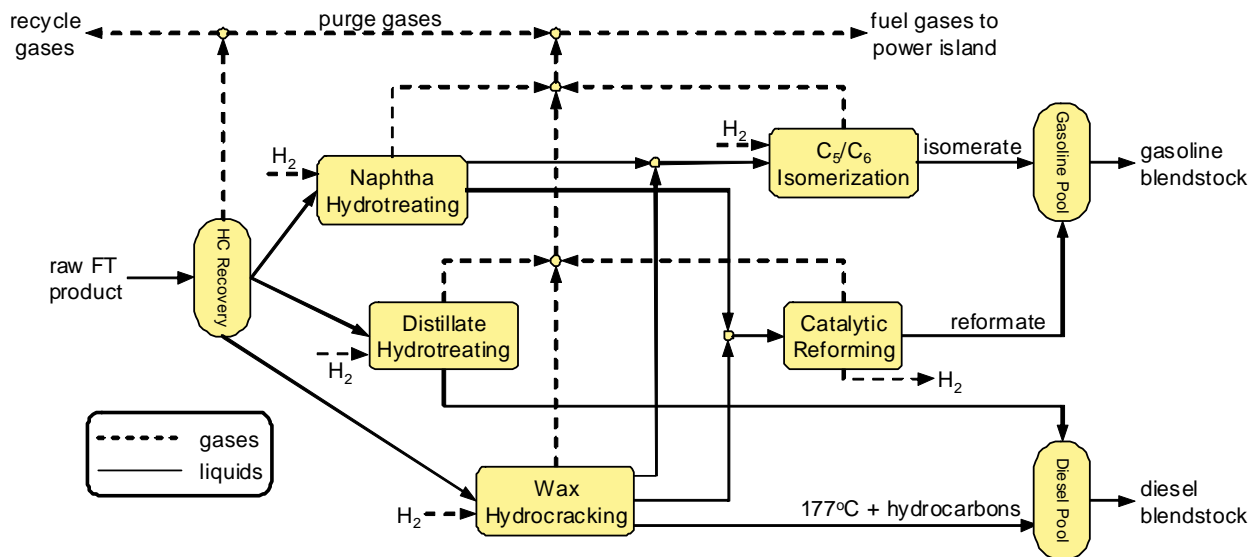 recycle
gases
purge gases
fuel gases to
power island
H₂
Naphtha
Hydrotreating
H₂
C₅/C₆
Isomerization
isomerate
Gasoline Pool
gasoline
blendstock
raw FT
product
HC Recovery
Distillate
Hydrotreating
H₂
Catalytic
Reforming
reformate
H₂
gases
liquids
Wax
Hydrocracking
H₂
177°C + hydrocarbons
Diesel Pool
diesel
blendstock